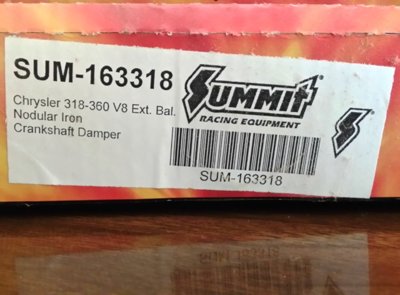 SUM-163318
Chrysler 318-360 V8 Ext. Bal.
Nodular Iron
Crankshaft Damper
SUMMIT
RACING EQUIPMENT
SUM-163318